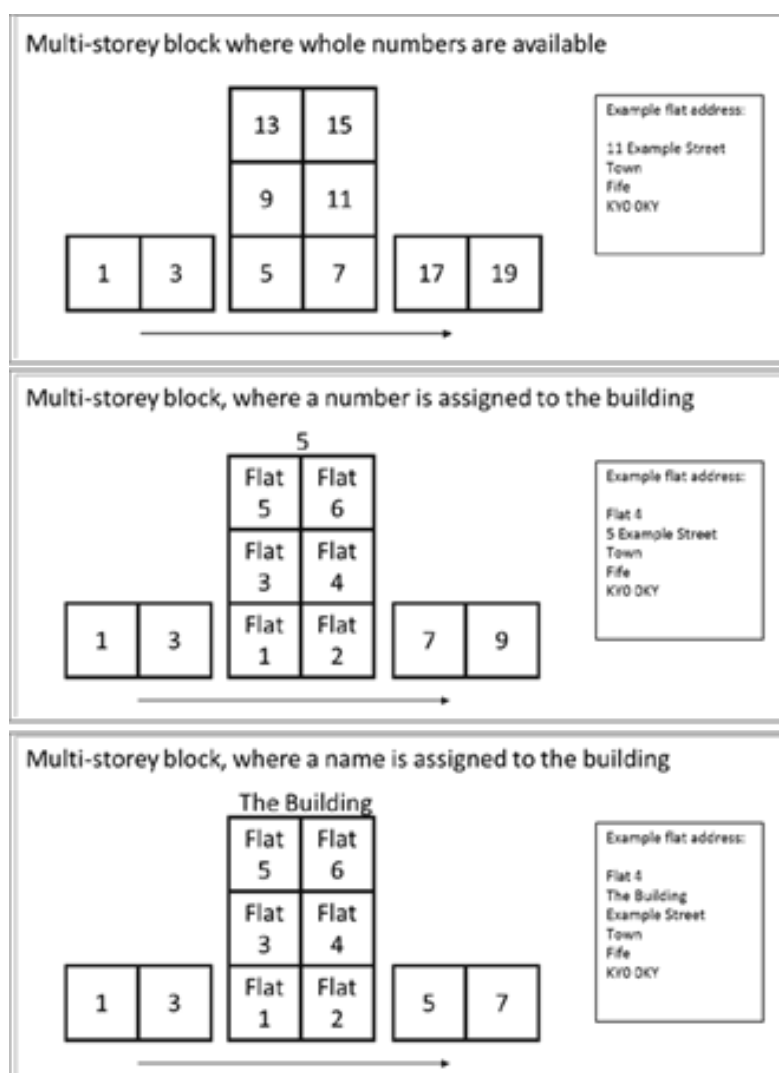 Multi-storey block where whole numbers are available
13 15
9 11
1 3 5 7 17 19
Example flat address:
11 Example Street
Town
Fife
KY0 0KY
Multi-storey block, where a number is assigned to the building
5
Flat 5 Flat 6
Flat 3 Flat 4
1 3 Flat 1 Flat 2 7 9
Example flat address:
Flat 4
5 Example Street
Town
Fife
KY0 0KY
Multi-storey block, where a name is assigned to the building
The Building
Flat 5 Flat 6
Flat 3 Flat 4
1 3 Flat 1 Flat 2 5 7
Example flat address:
Flat 4
The Building
Example Street
Town
Fife
KY0 0KY